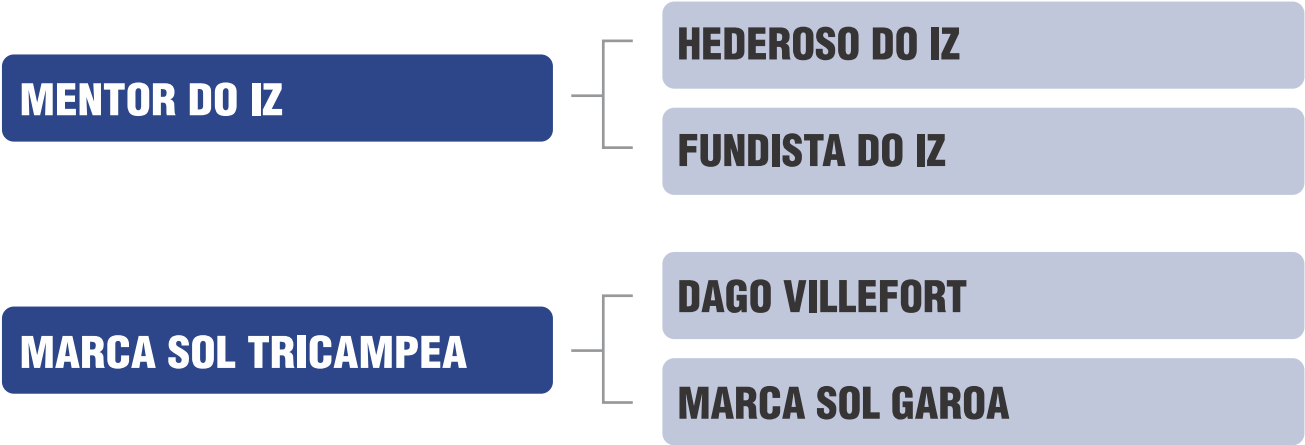 MENTOR DO IZ
HEDEROSO DO IZ
FUNDISTA DO IZ
MARCA SOL TRICAMPEA
DAGO VILLEFORT
MARCA SOL GAROA